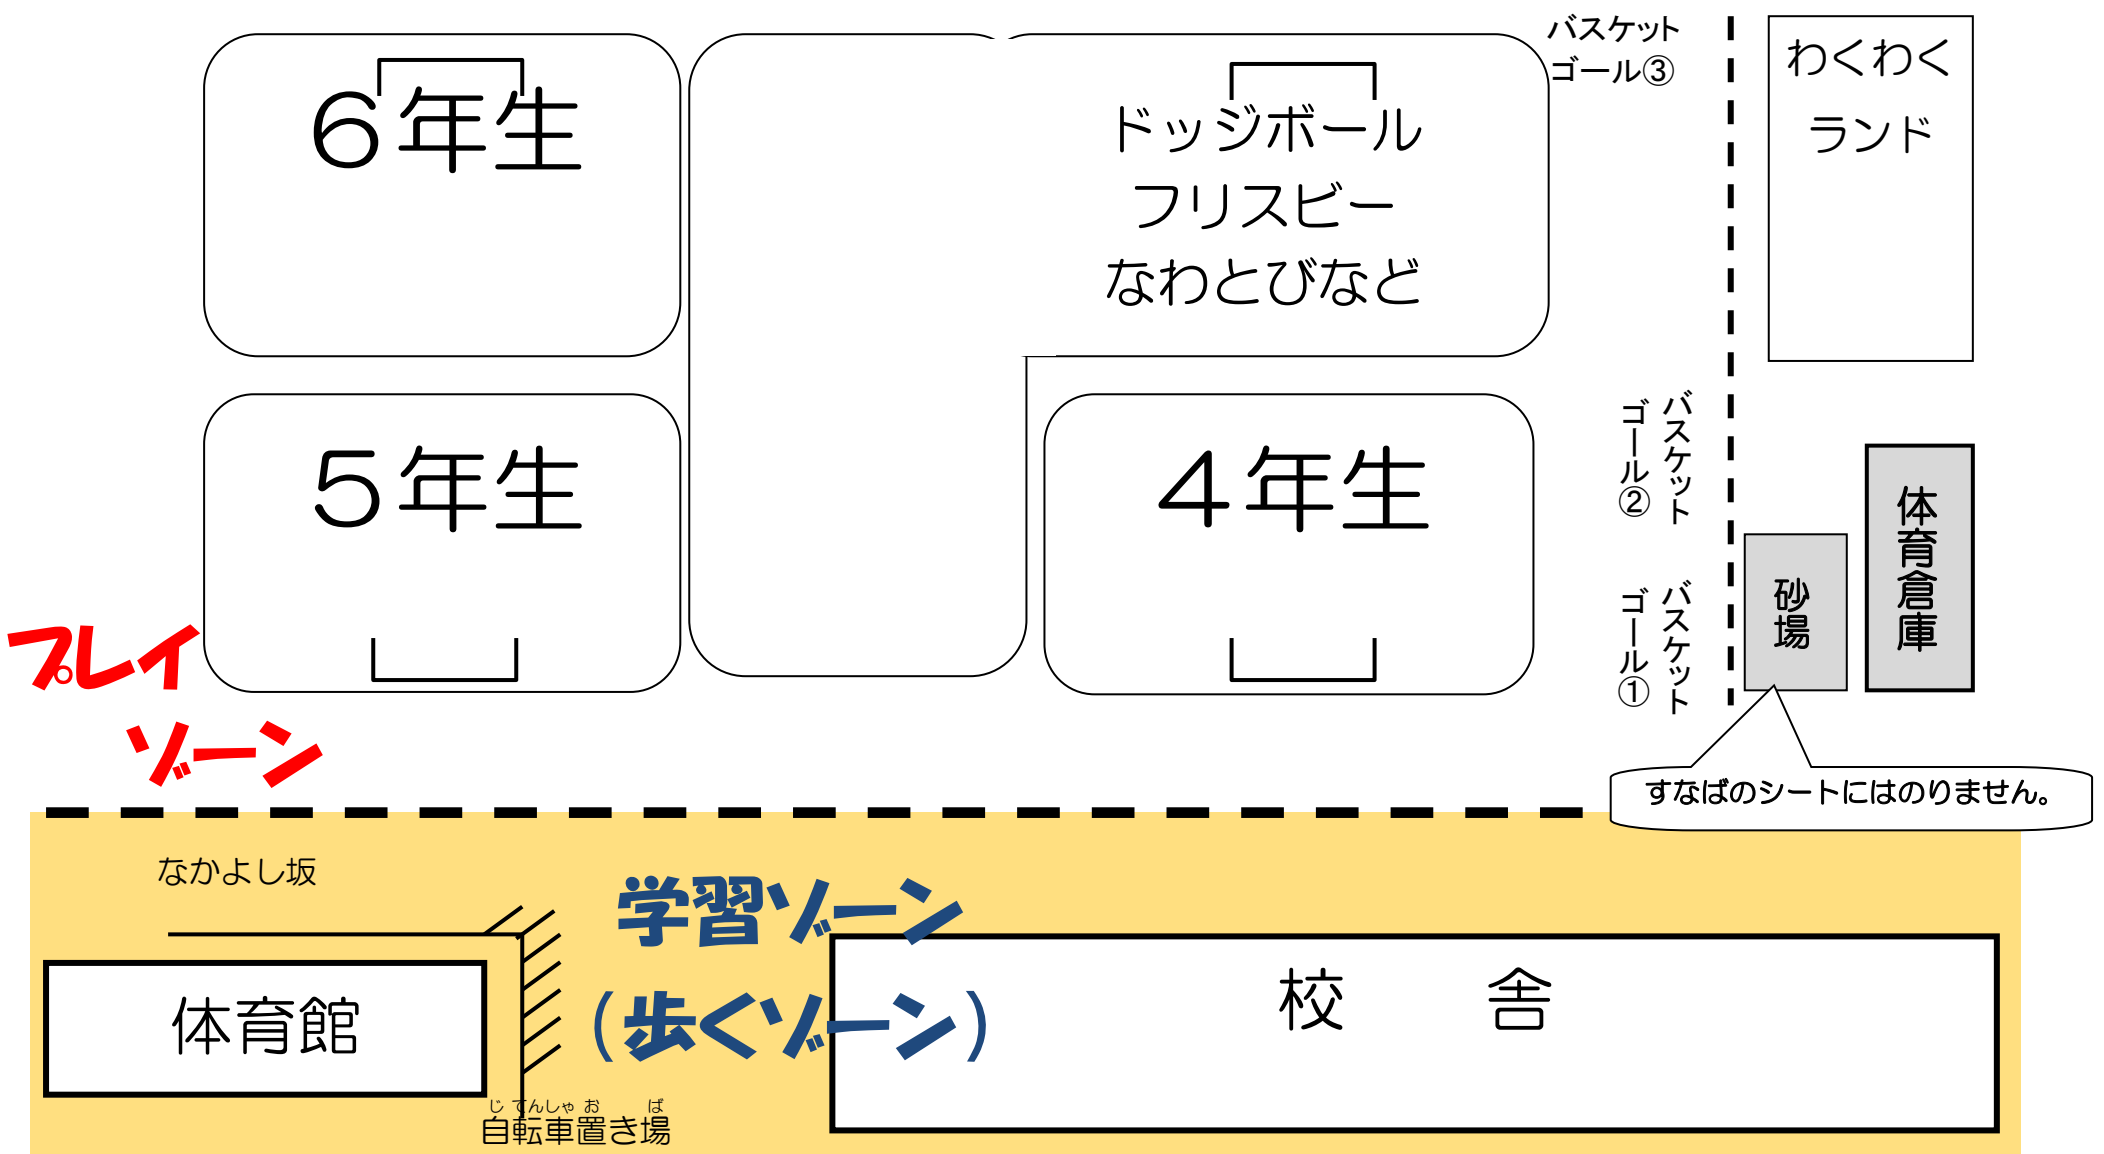 ６年生
ドッジボール
フリスビー
なわとびなど
バスケット
ゴール③
わくわく
ランド
５年生
４年生
バスケット
ゴール②
バスケット
ゴール①
砂場
体育倉庫
プレイ
ゾーン
すなばのシートにはのりません。
なかよし坂
学習ゾーン
（歩くゾーン）
体育館
校　舎
じてんしゃ お ば
自転車置き場